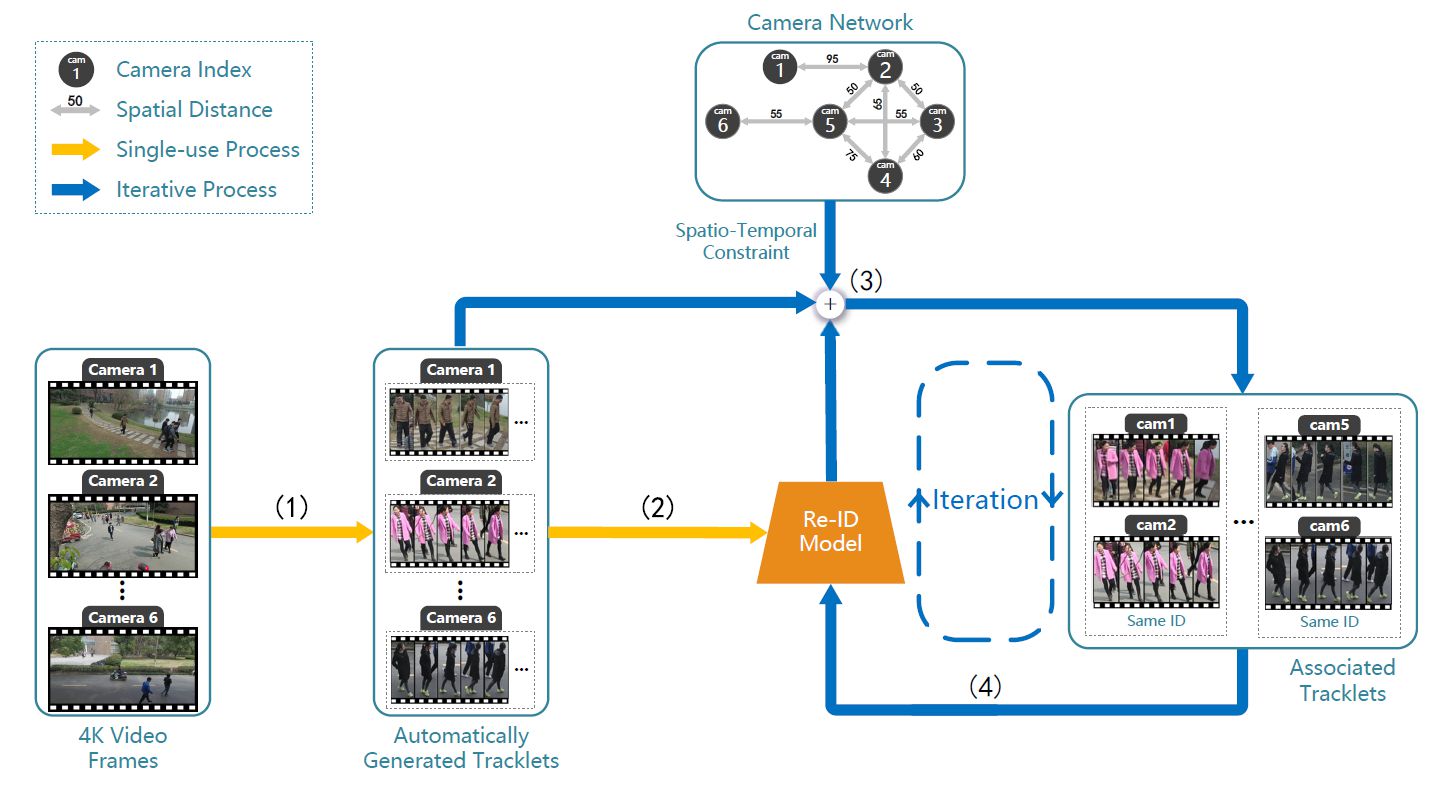 Camera Network
cam
1
Camera Index
50
Spatial Distance
Single-use Process
Iterative Process
cam
1
95
cam
2
50
65
50
cam
6
55
cam
5
55
cam
3
75
60
cam
4
Spatio-Temporal
Constraint
(3)
+
Camera 1
Camera 2
Camera 6
4K Video
Frames
(1)
Camera 1
...
Camera 2
...
Camera 6
...
Automatically
Generated Tracklets
(2)
Re-ID
Model
Iteration
(4)
cam1
cam2
Same ID
...
cam5
cam6
Same ID
Associated
Tracklets